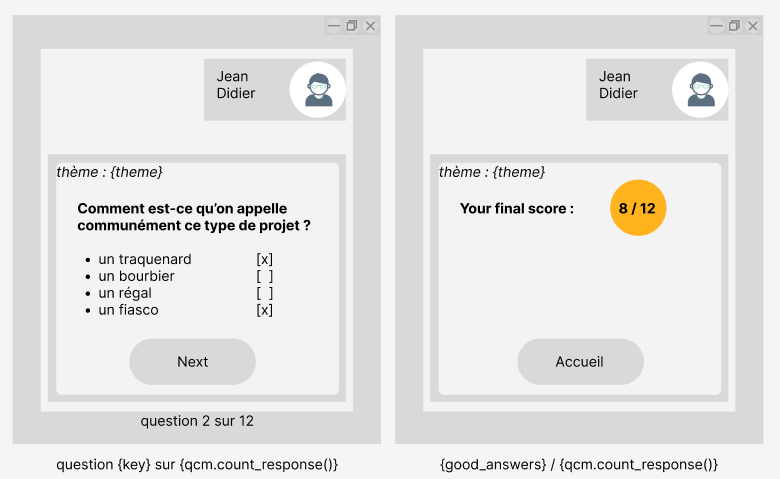 Jean
Didier
thème : {theme}
Comment est-ce qu’on appelle
communément ce type de projet ?
• un traquenard [x]
• un bourbier [ ]
• un régal [ ]
• un fiasco [x]
Next
question 2 sur 12
question {key} sur {qcm.count_response()}
Jean
Didier
thème : {theme}
Your final score : 8 / 12
Accueil
{good_answers} / {qcm.count_response()}